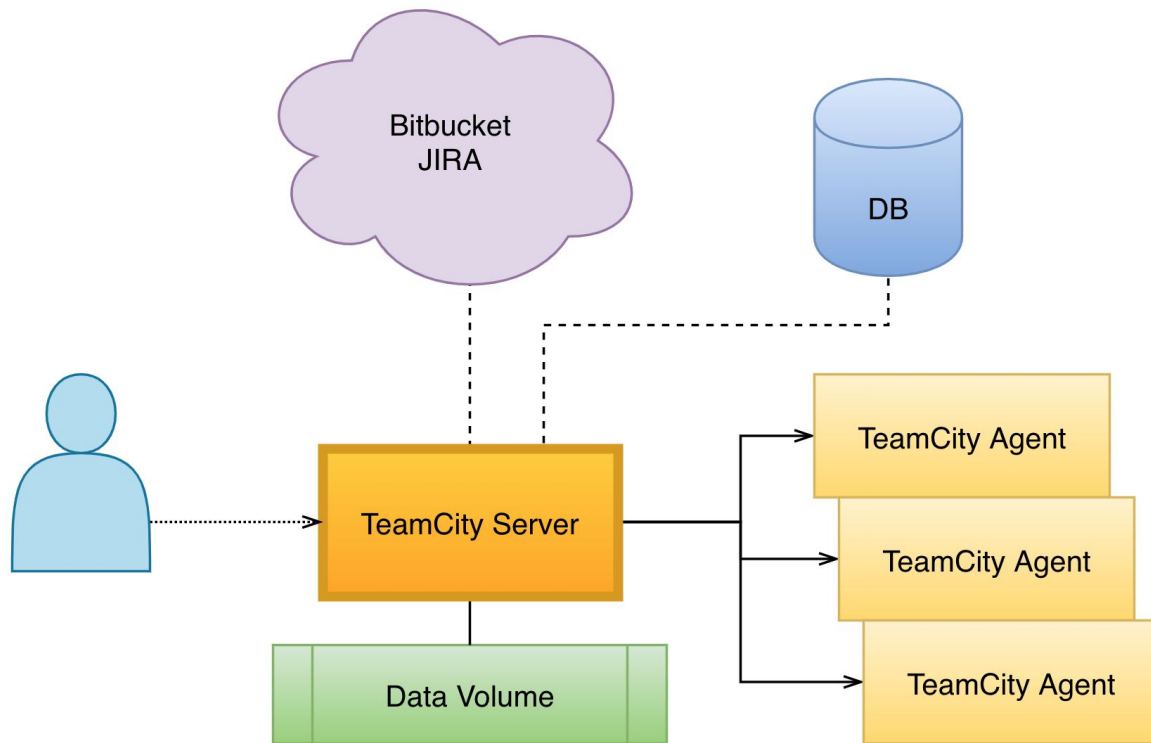 Bitbucket
JIRA
DB
TeamCity Agent
TeamCity Server
TeamCity Agent
TeamCity Agent
Data Volume